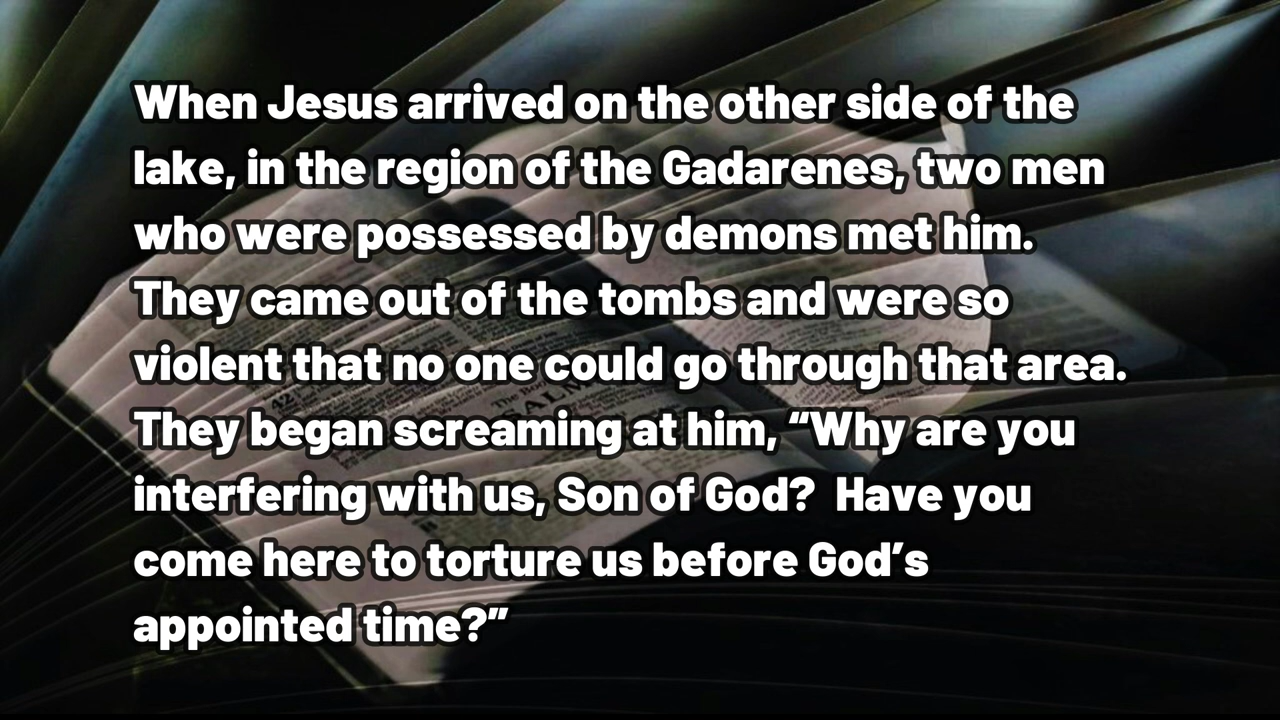 When Jesus arrived on the other side of the
lake, in the region of the Gadarenes, two men
who were possessed by demons met him.
They came out of the tombs and were so
violent that no one could go through that area.
They began screaming at him, “Why are you
interfering with us, Son of God?  Have you
come here to torture us before God’s
appointed time?”